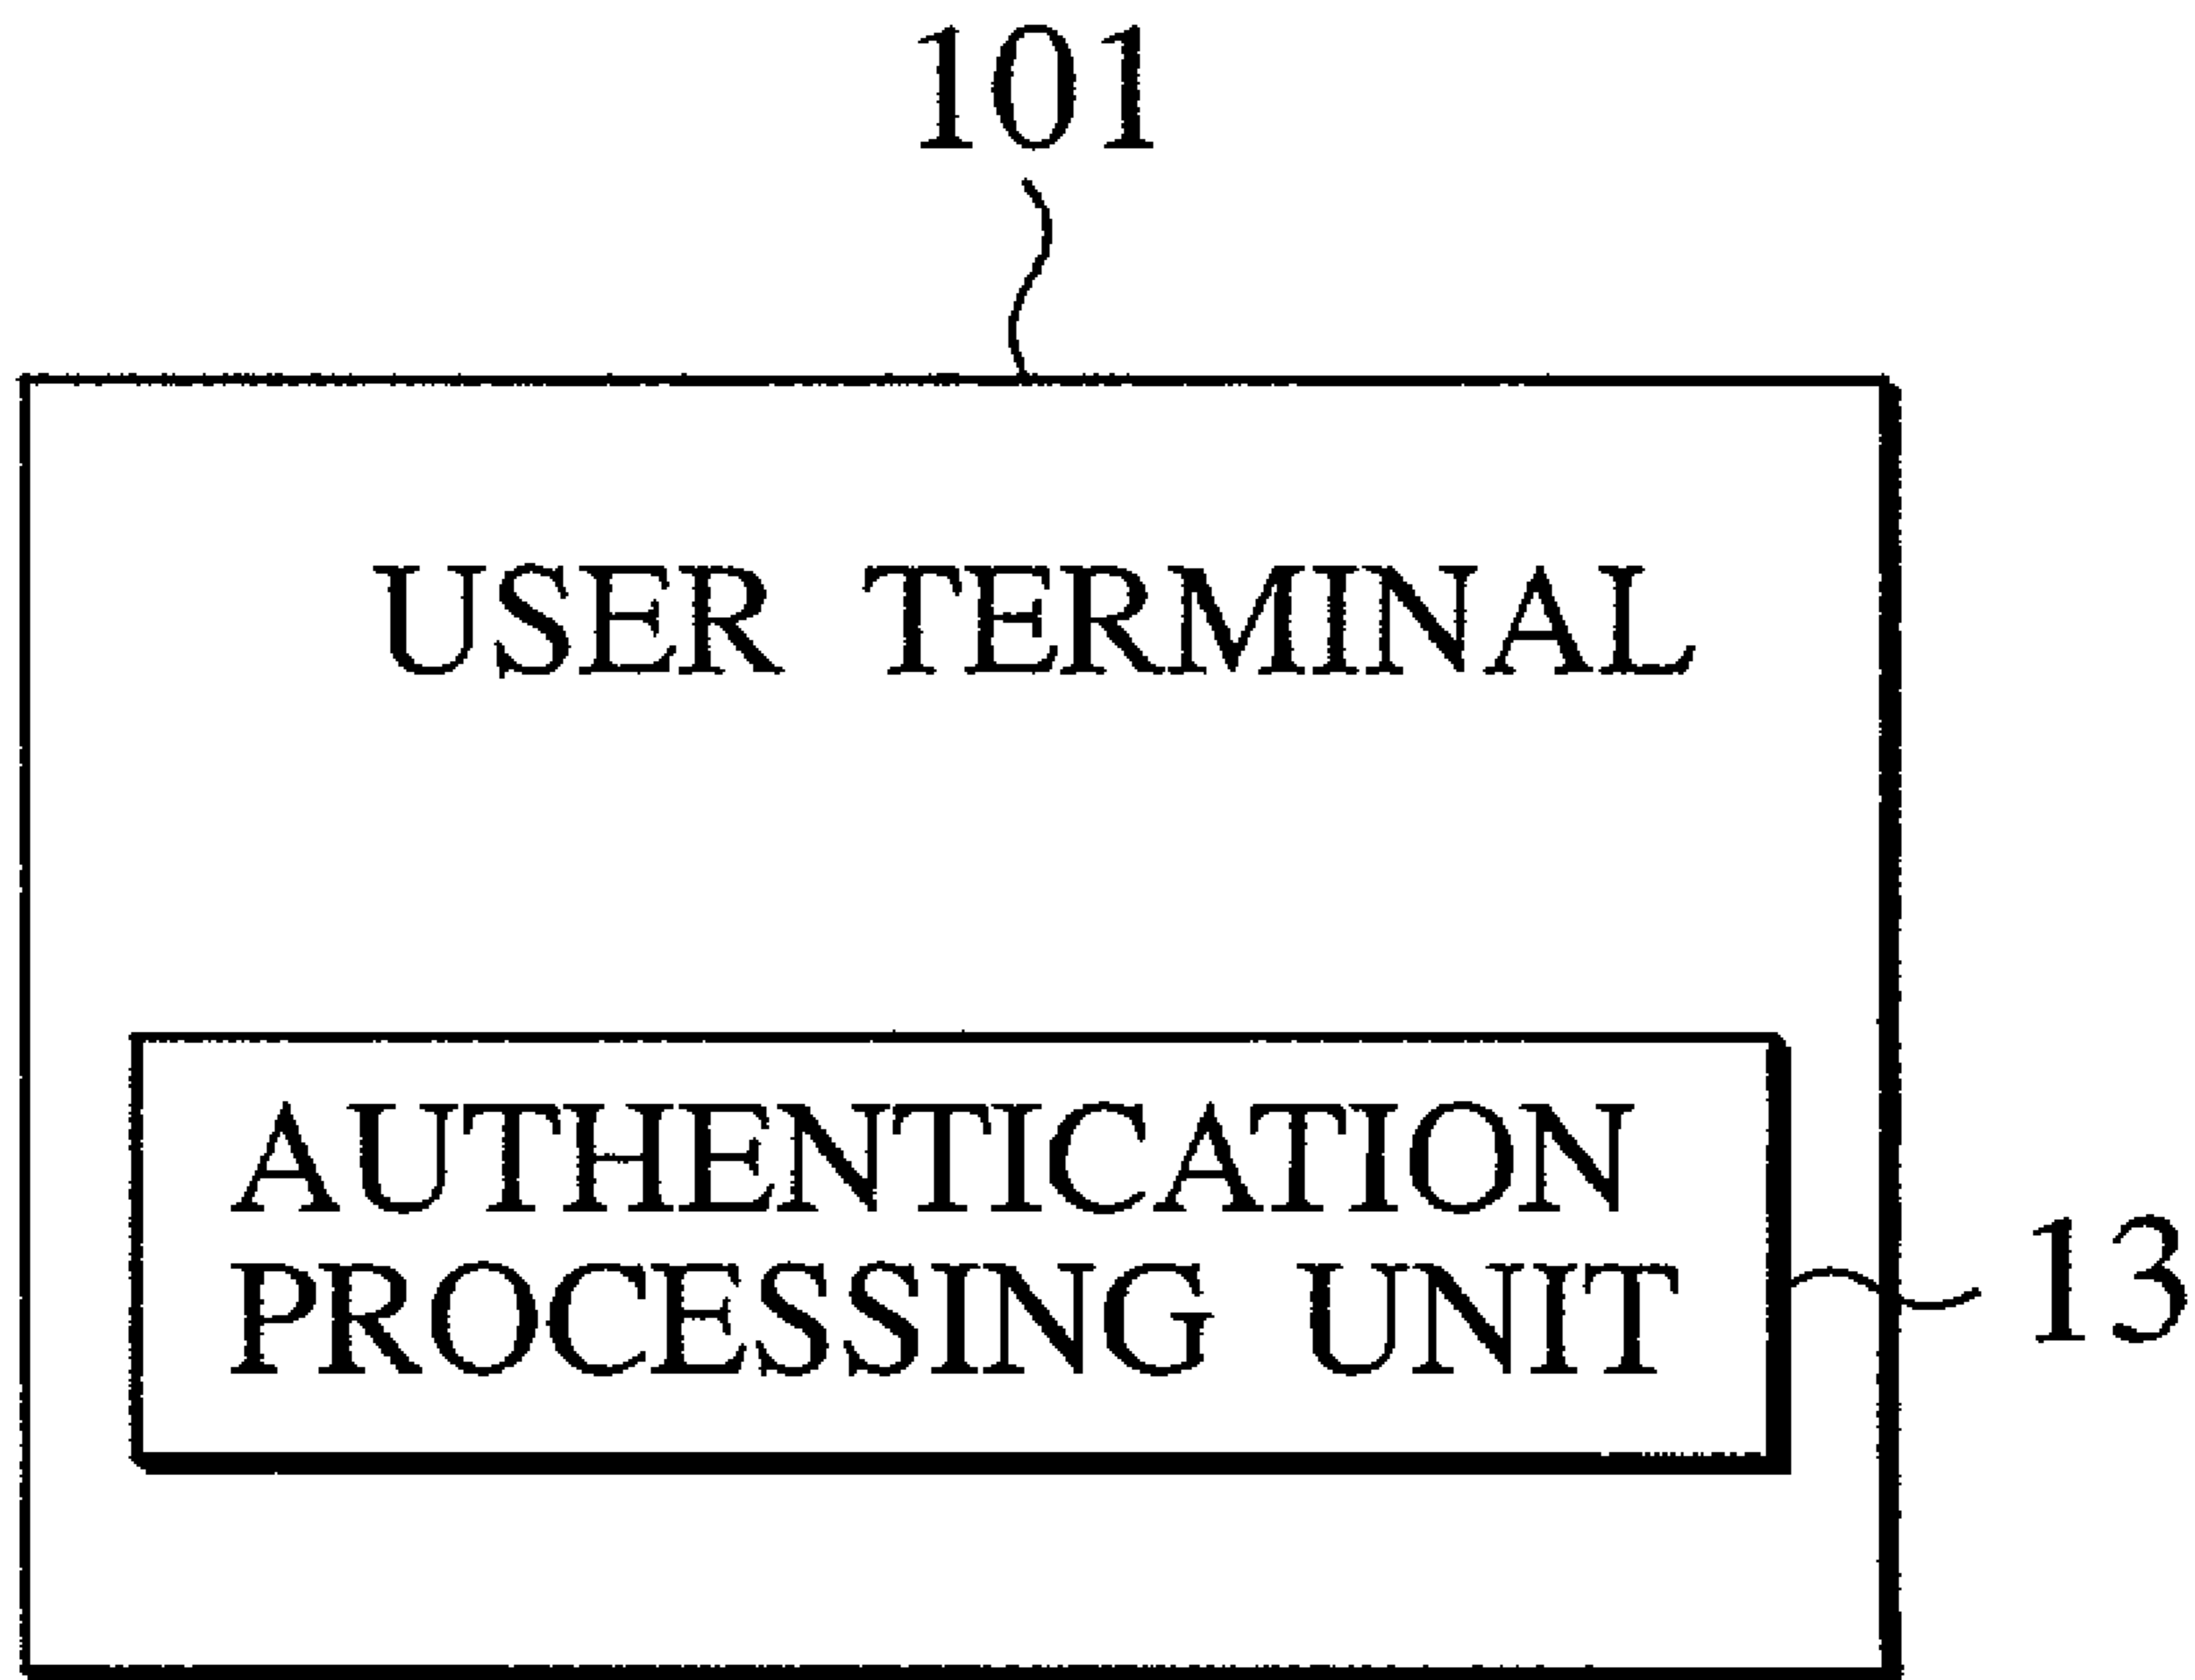 101
USER TERMINAL
AUTHENTICATION
PROCESSING UNIT
13